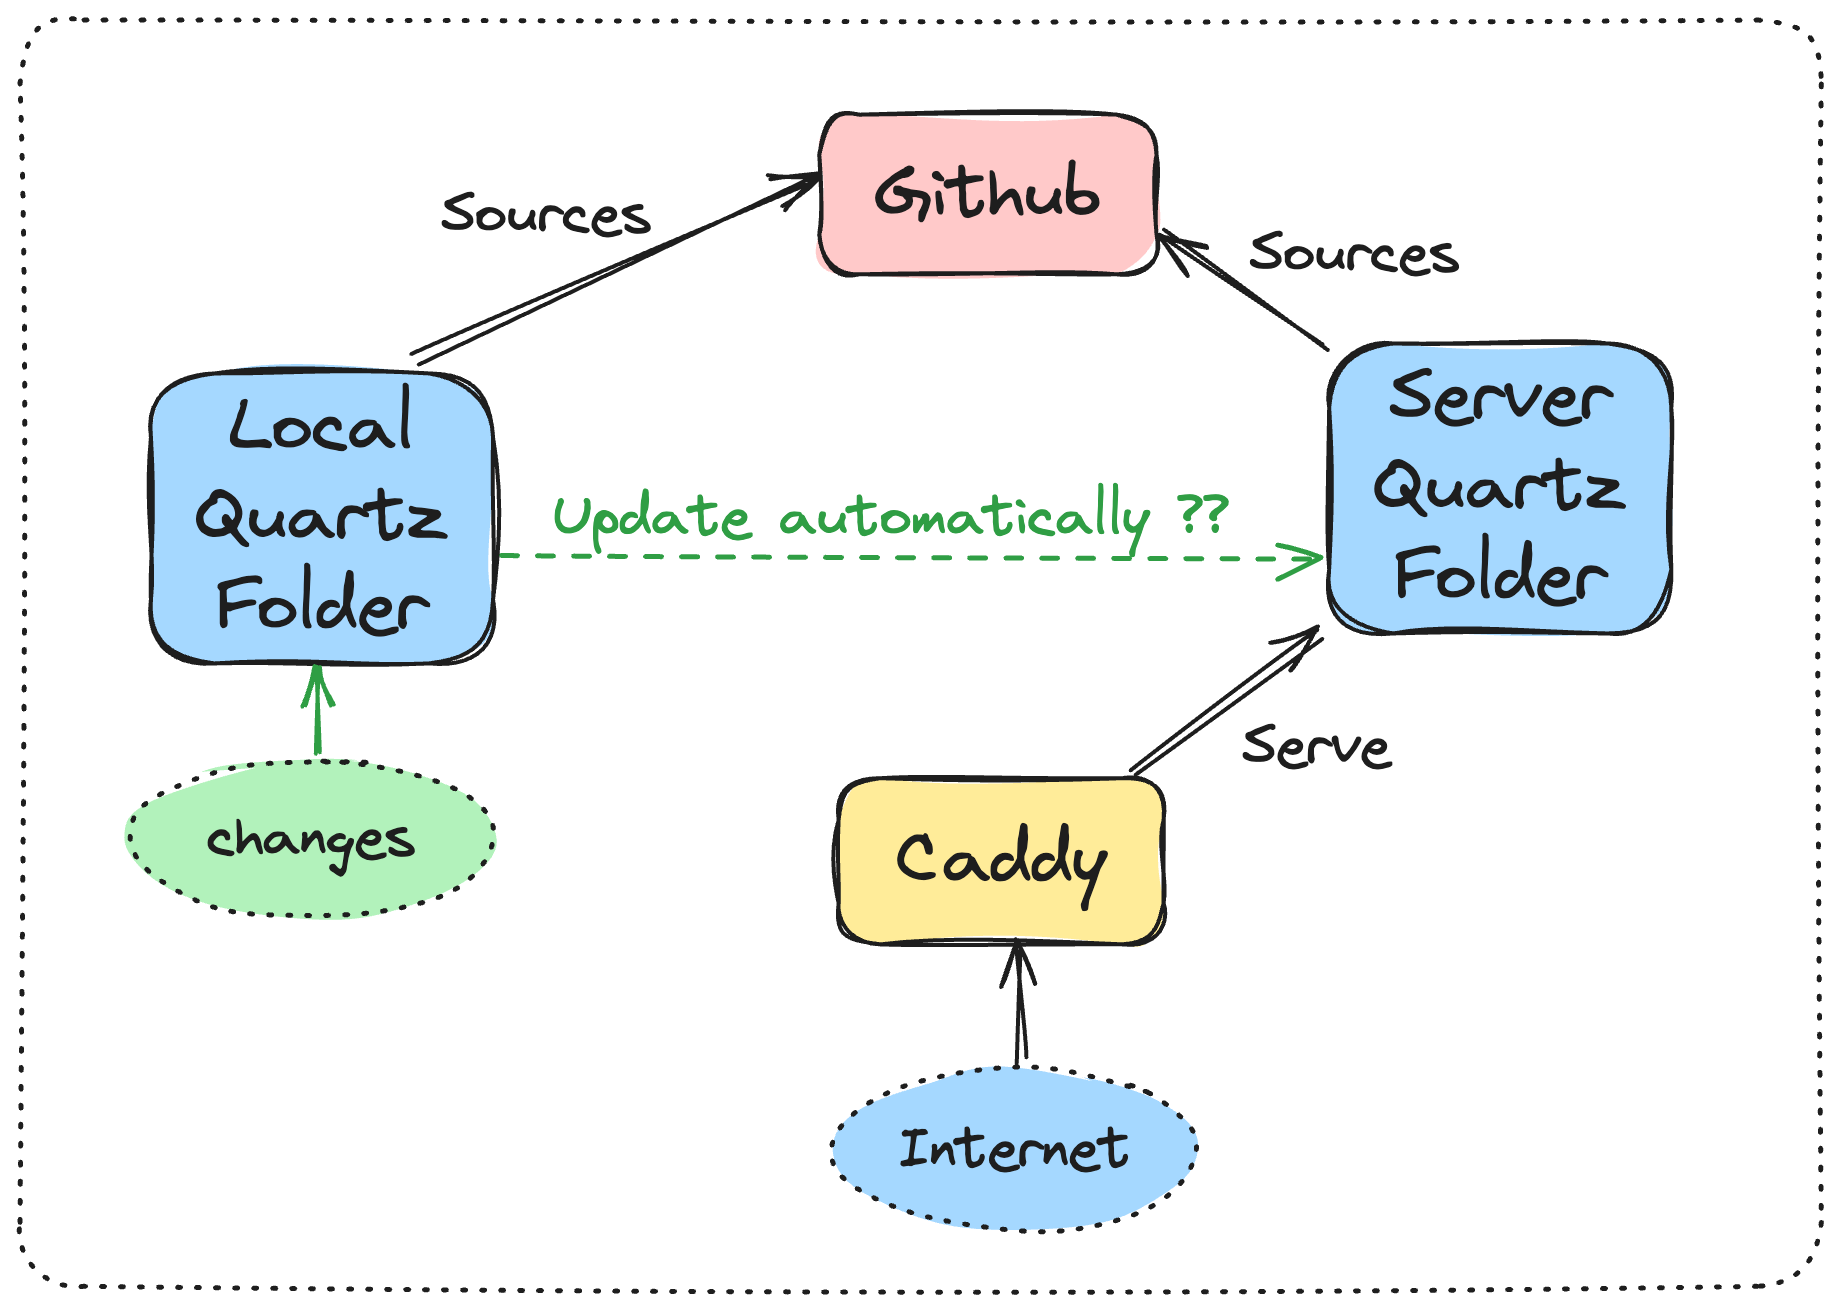 Github
Sources
Sources
Local
Quartz
Folder
Server
Quartz
Folder
Update automatically ??
Serve
changes
Caddy
Internet